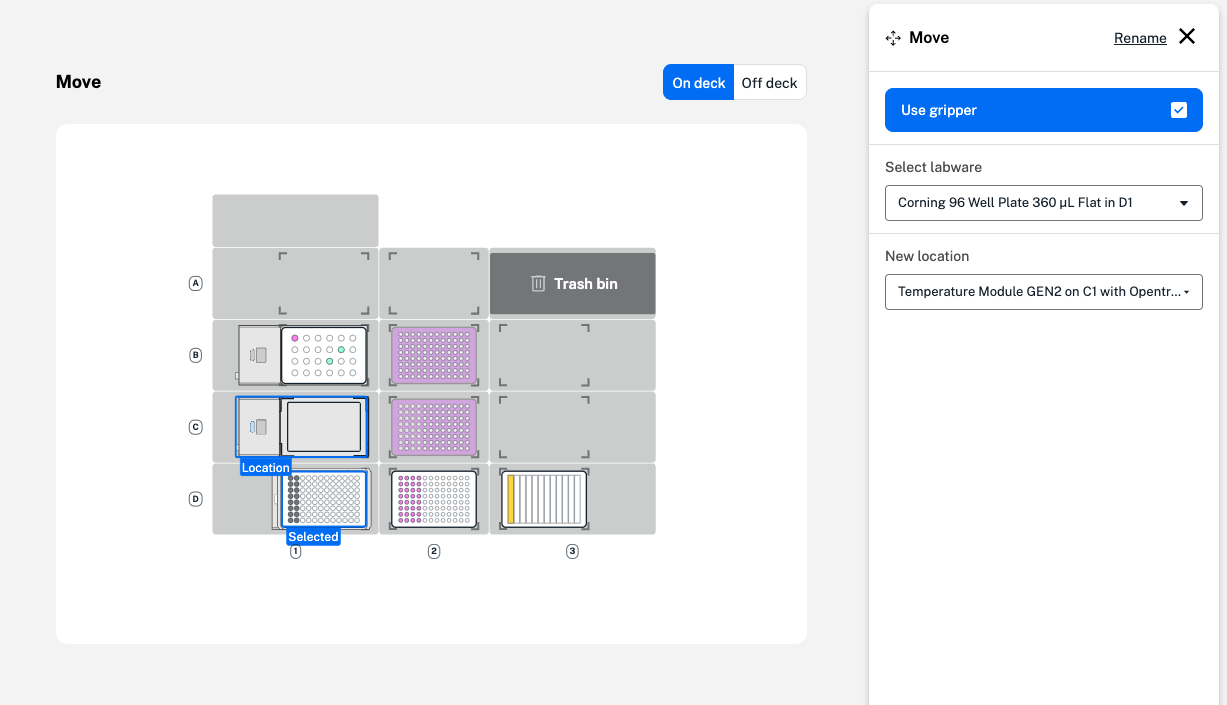 Move
Rename
Move
On deck
Off deck
Use gripper
Select labware
Corning 96 Well Plate 360 µL Flat in D1
New location
Temperature Module GEN2 on C1 with Opentr...
A
Trash bin
B
C
Location
D
Selected
1
2
3